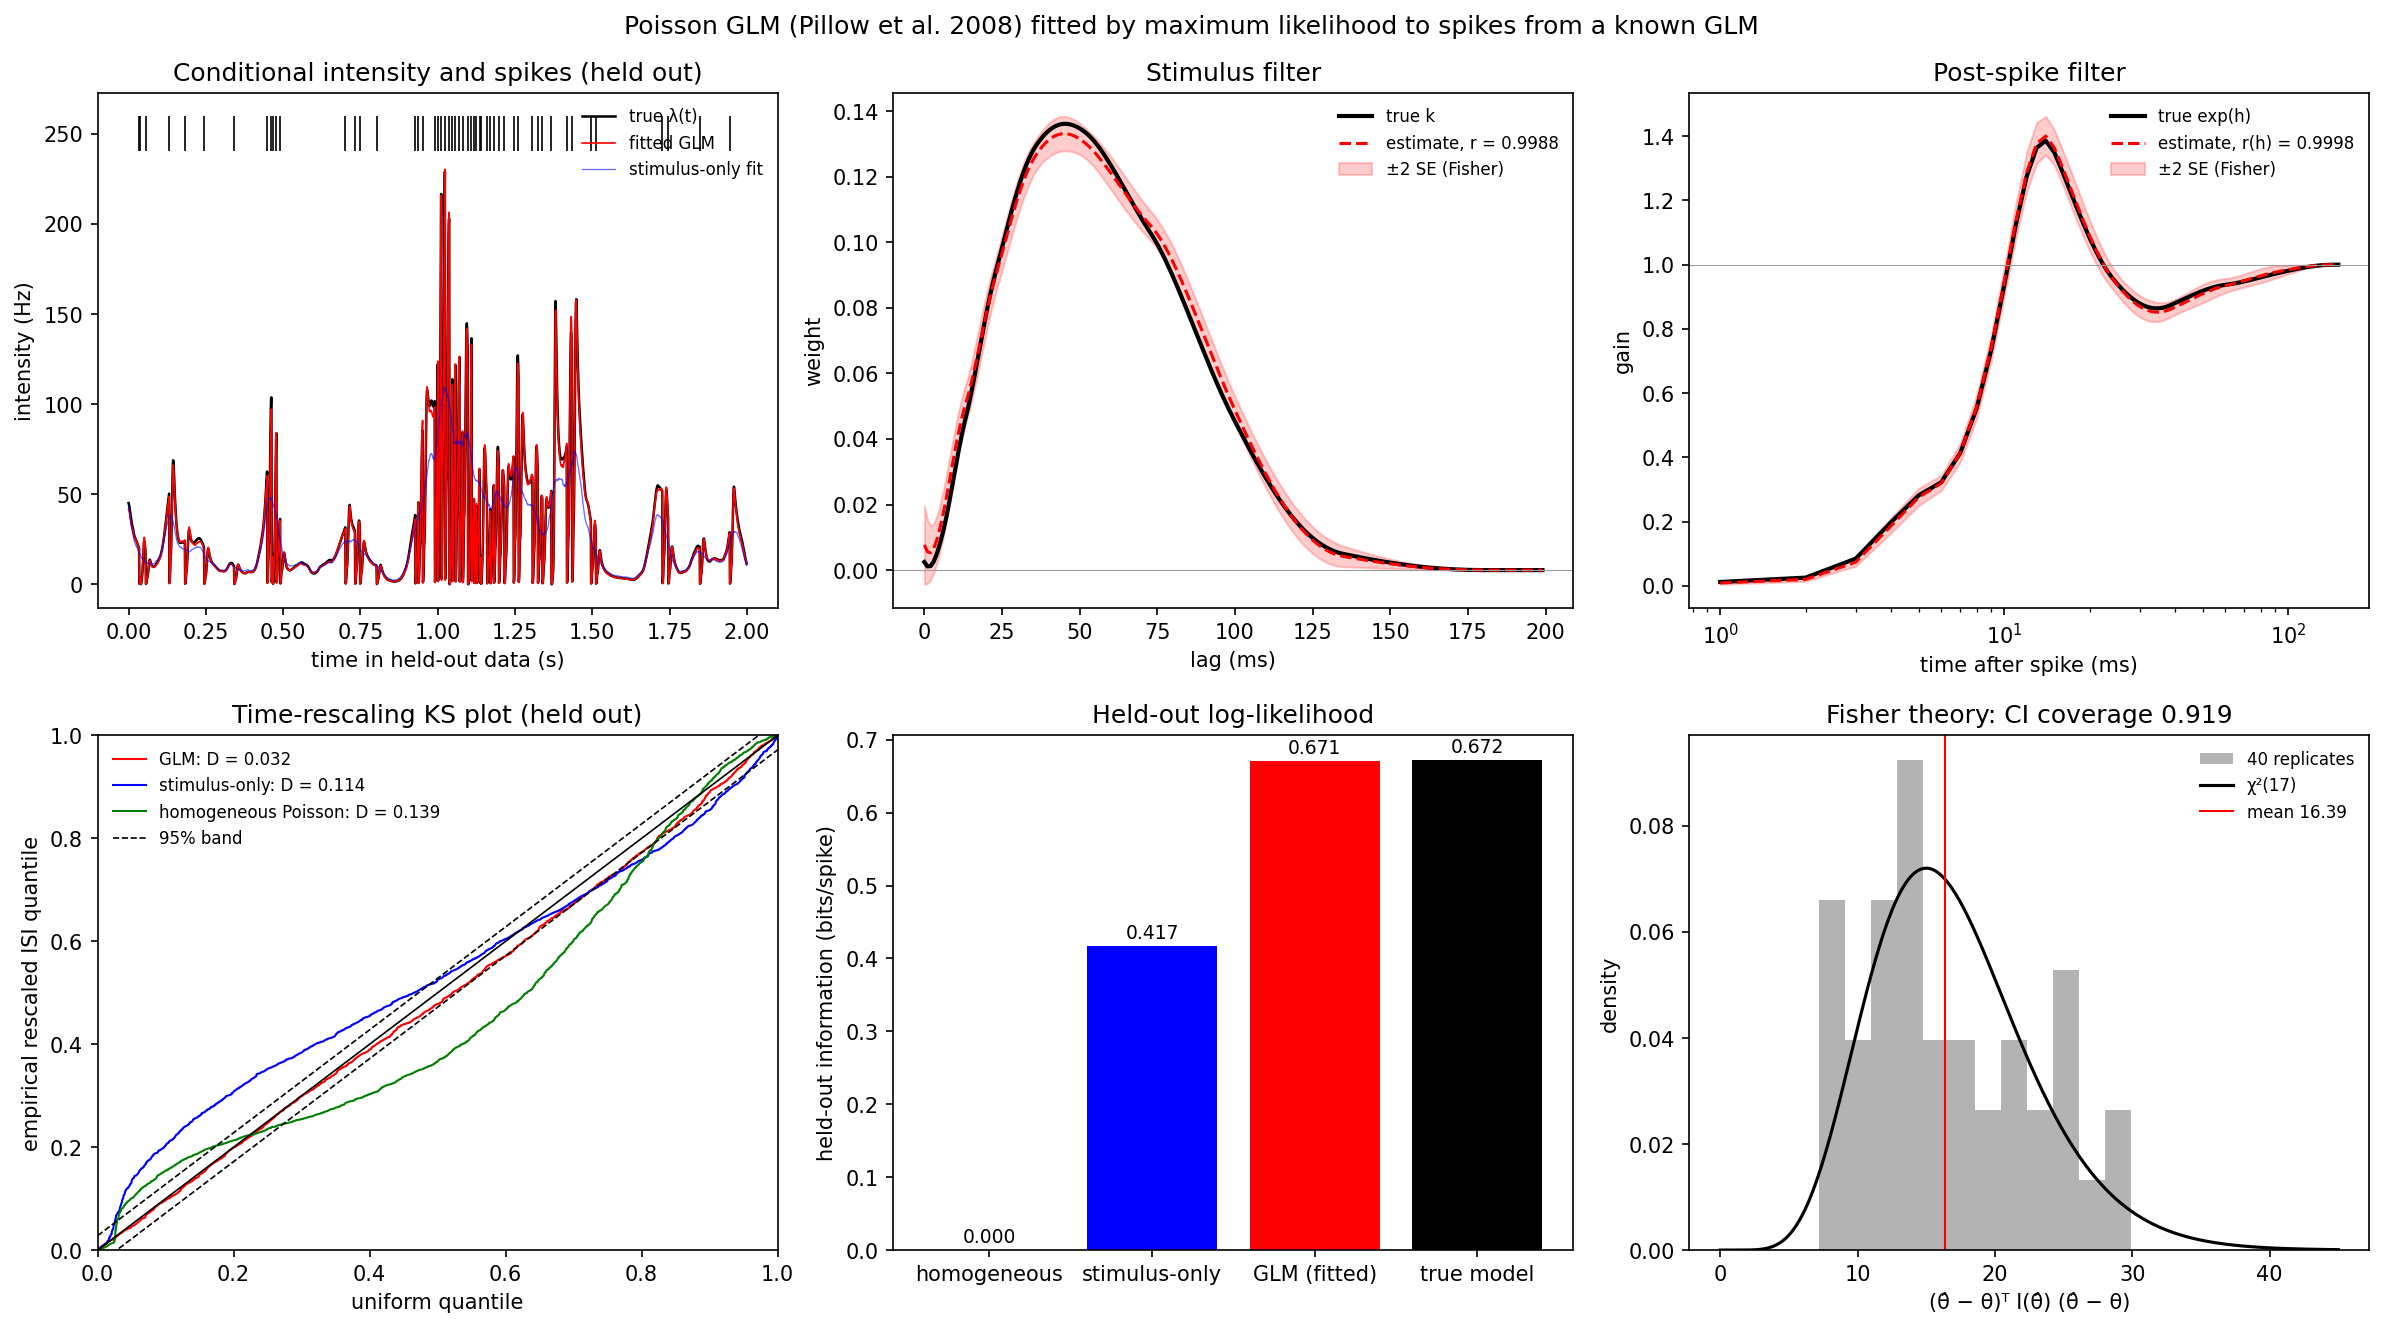 Poisson GLM (Pillow et al. 2008) fitted by maximum likelihood to spikes from a known GLM
Conditional intensity and spikes (held out)
true λ(t)
fitted GLM
stimulus-only fit
intensity (Hz)
250
200
150
100
50
0
0.00 0.25 0.50 0.75 1.00 1.25 1.50 1.75 2.00
time in held-out data (s)
Stimulus filter
true k
estimate, r = 0.9988
±2 SE (Fisher)
weight
0.14
0.12
0.10
0.08
0.06
0.04
0.02
0.00
0 25 50 75 100 125 150 175 200
lag (ms)
Post-spike filter
true exp(h)
estimate, r(h) = 0.9998
±2 SE (Fisher)
gain
1.4
1.2
1.0
0.8
0.6
0.4
0.2
0.0
10⁰ 10¹ 10²
time after spike (ms)
Time-rescaling KS plot (held out)
GLM: D = 0.032
stimulus-only: D = 0.114
homogeneous Poisson: D = 0.139
95% band
empirical rescaled ISI quantile
1.0
0.8
0.6
0.4
0.2
0.0
0.0 0.2 0.4 0.6 0.8 1.0
uniform quantile
Held-out log-likelihood
held-out information (bits/spike)
0.7
0.6
0.5
0.4
0.3
0.2
0.1
0.0
0.000
0.417
0.671
0.672
homogeneous stimulus-only GLM (fitted) true model
Fisher theory: CI coverage 0.919
40 replicates
χ²(17)
mean 16.39
density
0.08
0.06
0.04
0.02
0.00
0 10 20 30 40
(θ̂ − θ)ᵀ I(θ̂) (θ̂ − θ)